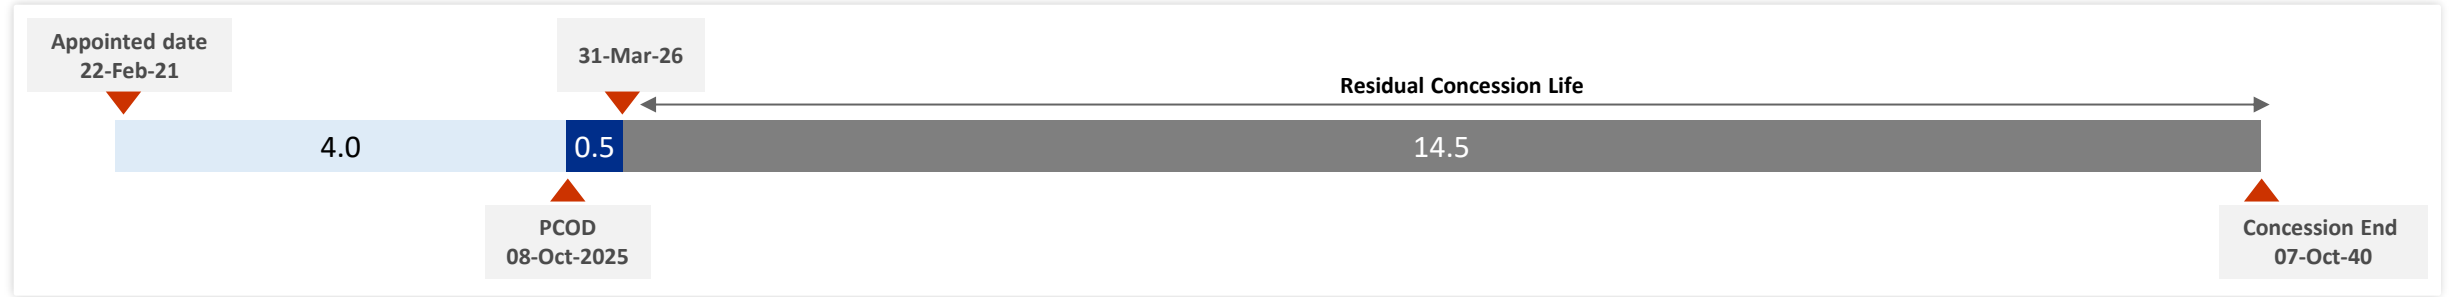 Appointed date
22-Feb-21
31-Mar-26
Residual Concession Life
4.0
0.5
14.5
PCOD
08-Oct-2025
Concession End
07-Oct-40